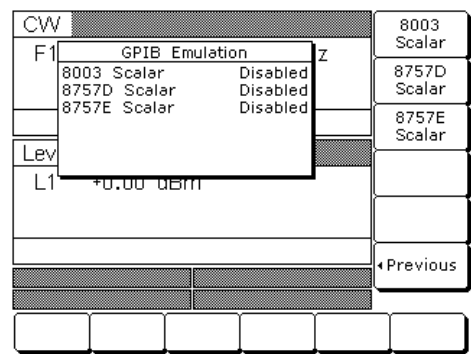 CW
F1
z
GPIB Emulation
8003 Scalar Disabled
8757D Scalar Disabled
8757E Scalar Disabled
Lev
L1 +0.00 dBm
8003
Scalar
8757D
Scalar
8757E
Scalar
Previous